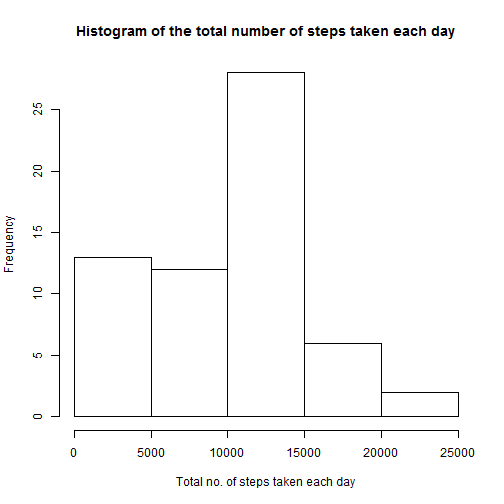 Histogram of the total number of steps taken each day
Frequency
25
20
15
10
5
0
0 5000 10000 15000 20000 25000
Total no. of steps taken each day